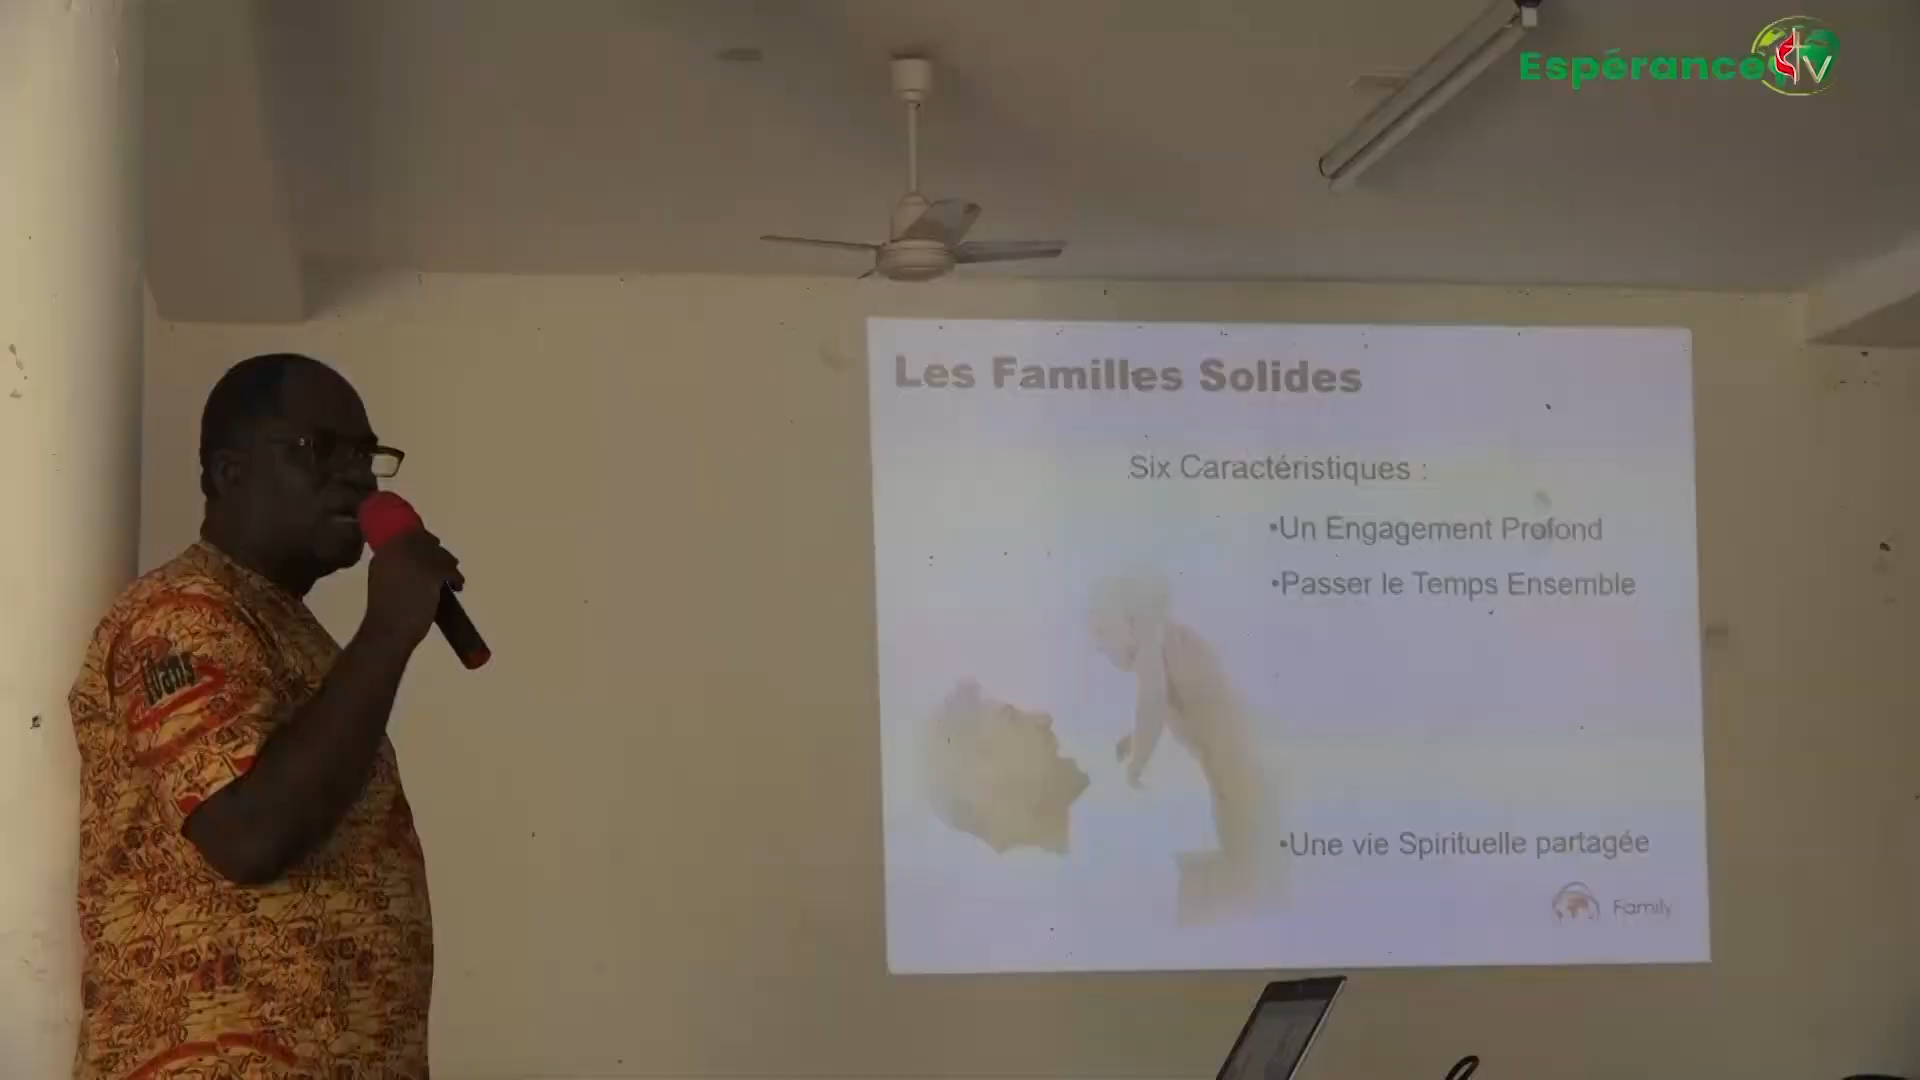 Espérance TV
Les Familles Solides
Six Caractéristiques :
•Un Engagement Profond
•Passer le Temps Ensemble
•Une vie Spirituelle partagée
Family